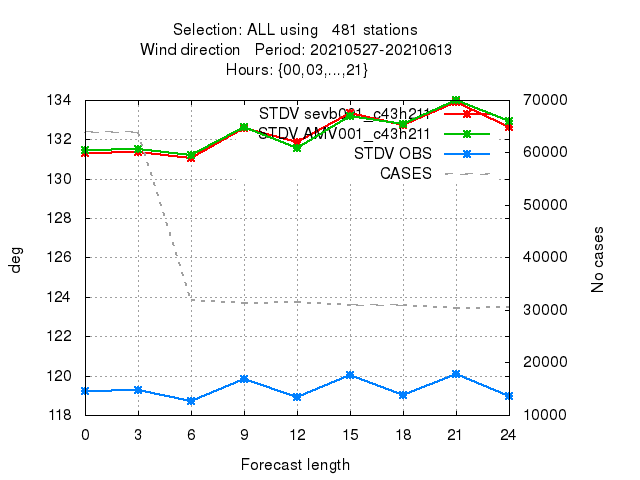 Selection: ALL using 481 stations
Wind direction Period: 20210527-20210613
Hours: {00,03,...,21}
134
132
130
128
126
124
122
120
118
70000
60000
50000
40000
30000
20000
10000
STDV sevb001_c43h211
STDV AMV001_c43h211
STDV OBS
CASES
deg
No cases
0 3 6 9 12 15 18 21 24
Forecast length